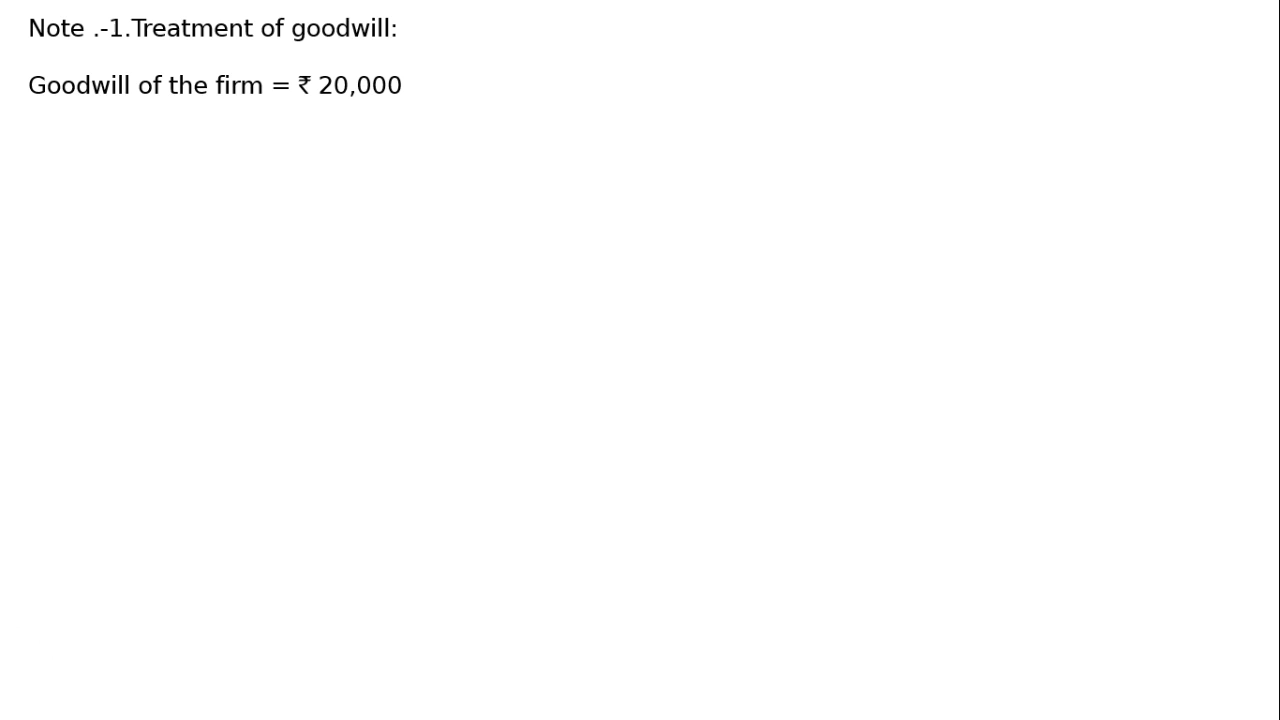 Note .-1.Treatment of goodwill:
Goodwill of the firm = ₹ 20,000